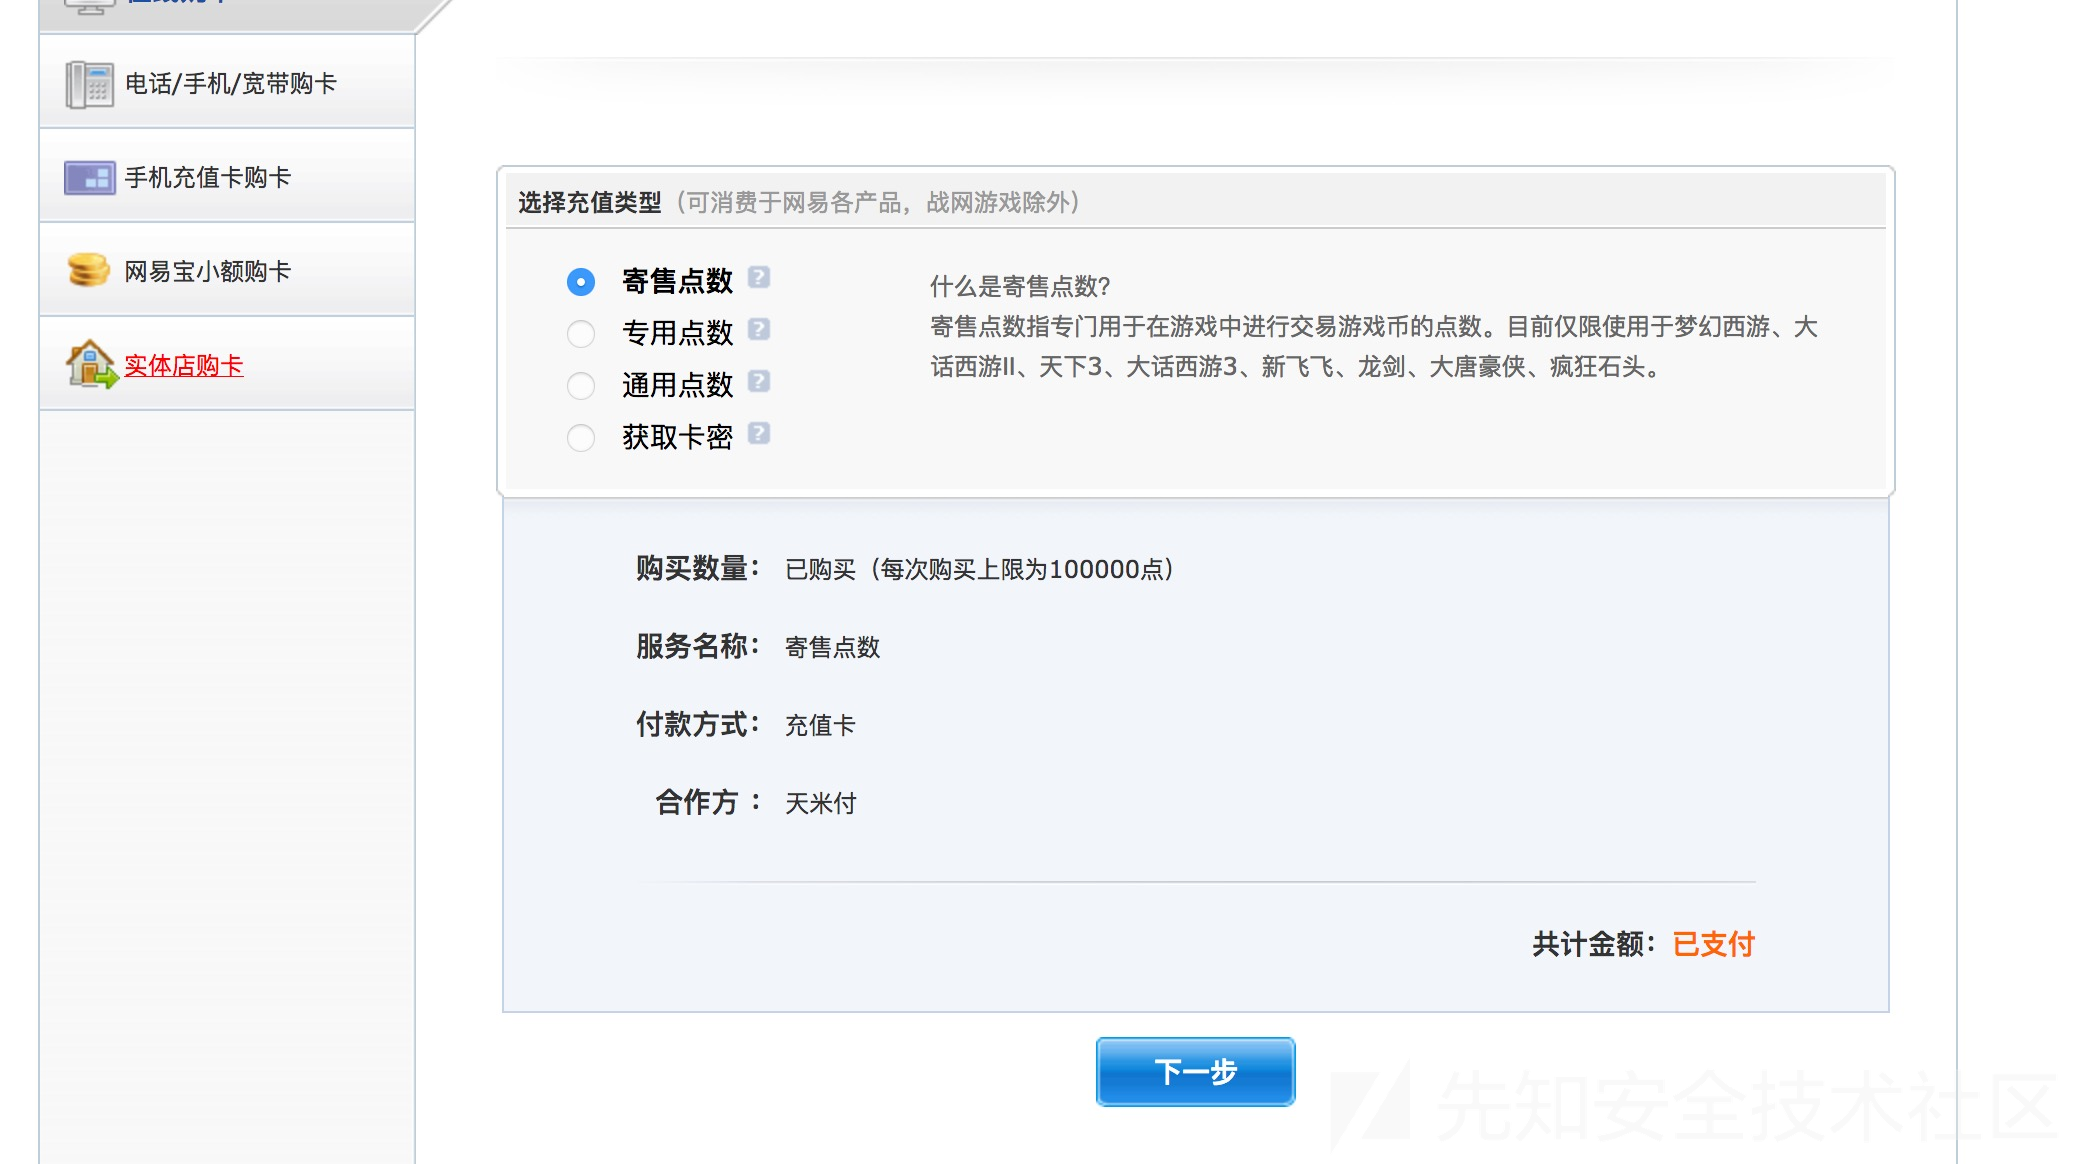 电话/手机/宽带购卡
手机充值卡购卡
网易宝小额购卡
实体店购卡
选择充值类型（可消费于网易各产品，战网游戏除外）
寄售点数 ?
专用点数 ?
通用点数 ?
获取卡密 ?
什么是寄售点数?
寄售点数指专门用于在游戏中进行交易游戏币的点数。目前仅限使用于梦幻西游、大
话西游II、天下3、大话西游3、新飞飞、龙剑、大唐豪侠、疯狂石头。
购买数量： 已购买（每次购买上限为100000点）
服务名称： 寄售点数
付款方式： 充值卡
合作方 ： 天米付
共计金额：已支付
下一步
先知安全技术社区